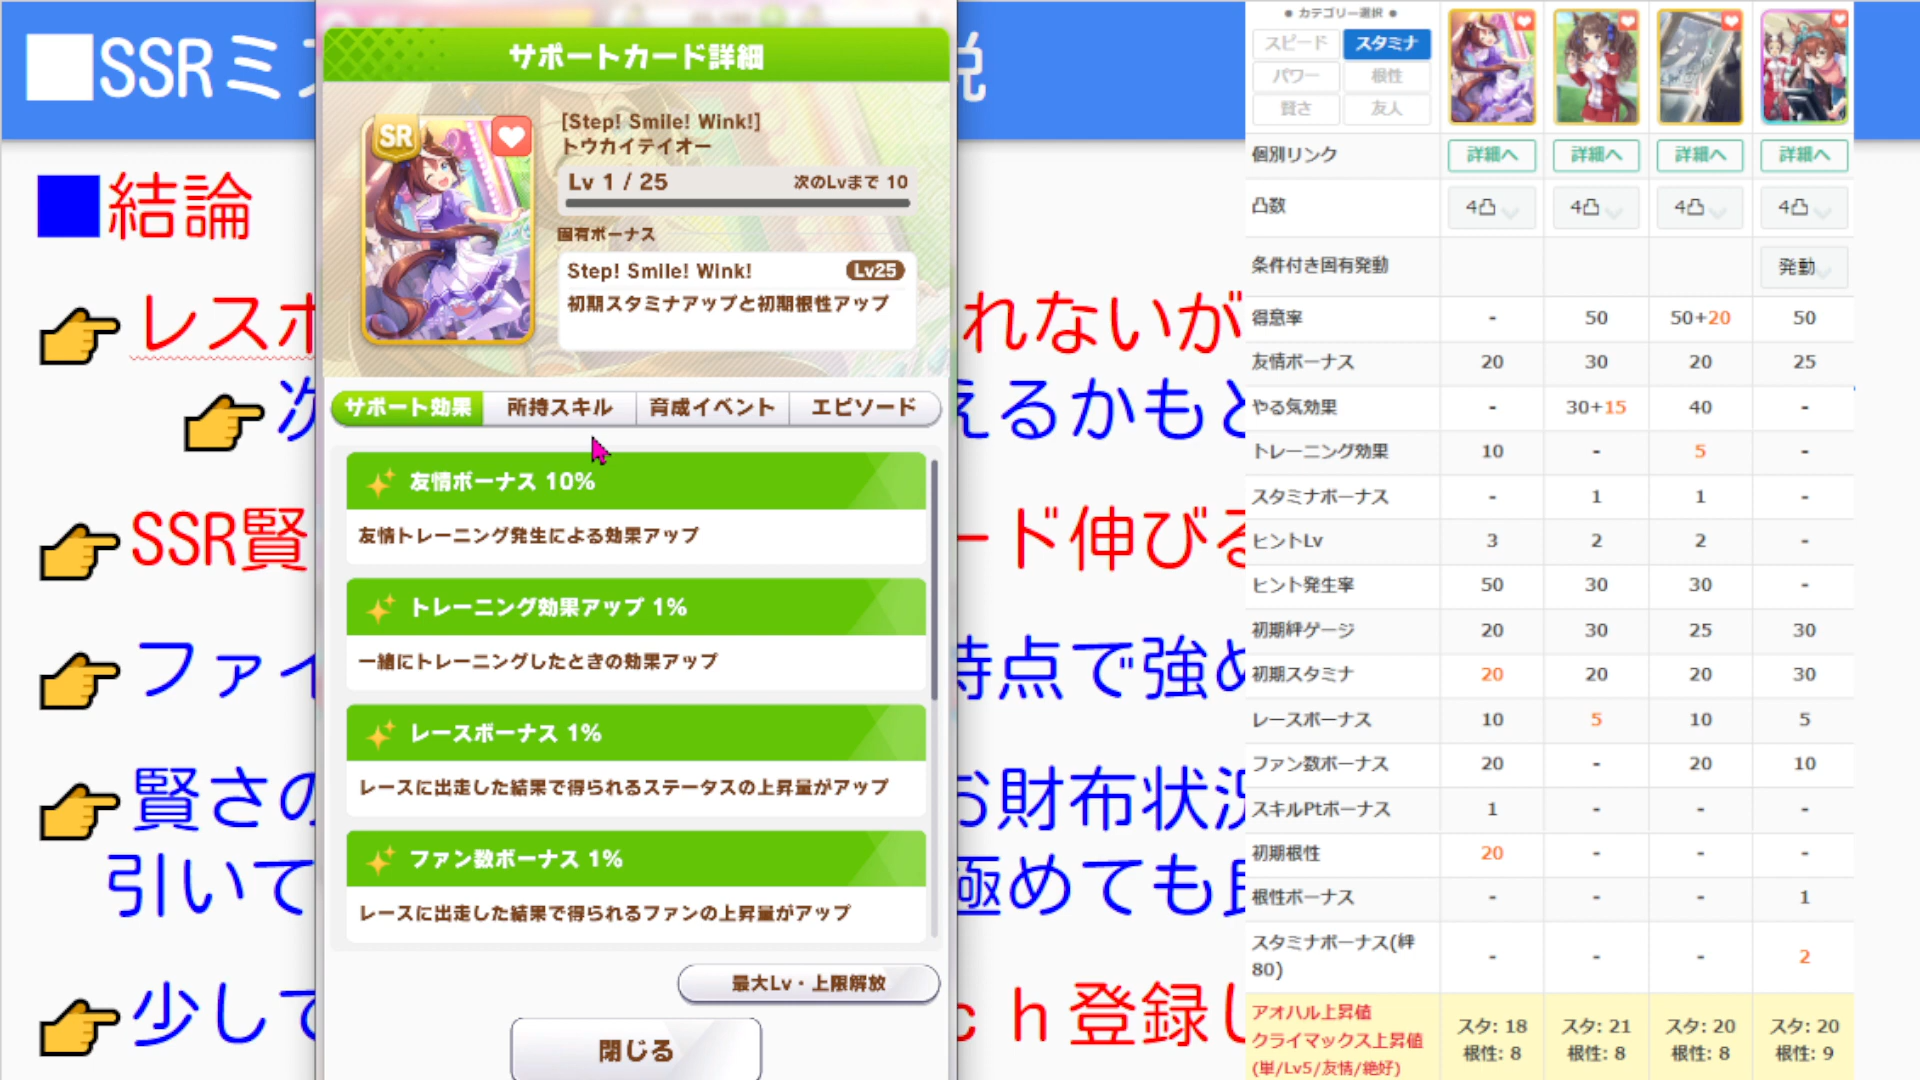 ■SSRミス
説
■結論
👉レスポ
れないが
👉次
えるかもと
👉SSR賢
ード伸びる
👉ファイ
時点で強め
👉賢さの
お財布状況
引いて
極めても良
👉少して
ｃｈ登録し
サポートカード詳細
SR
[Step! Smile! Wink!]
トウカイテイオー
Lv 1 / 25 次のLvまで 10
固有ボーナス
Step! Smile! Wink! Lv25
初期スタミナアップと初期根性アップ
サポート効果 所持スキル 育成イベント エピソード
友情ボーナス 10%
友情トレーニング発生による効果アップ
トレーニング効果アップ 1%
一緒にトレーニングしたときの効果アップ
レースボーナス 1%
レースに出走した結果で得られるステータスの上昇量がアップ
ファン数ボーナス 1%
レースに出走した結果で得られるファンの上昇量がアップ
最大Lv・上限解放
閉じる
● カテゴリー選択 ●
スピード スタミナ
パワー 根性
賢さ 友人
個別リンク 詳細へ 詳細へ 詳細へ 詳細へ
凸数 4凸 4凸 4凸 4凸
条件付き固有発動 発動
得意率 - 50 50+20 50
友情ボーナス 20 30 20 25
やる気効果 - 30+15 40 -
トレーニング効果 10 - 5 -
スタミナボーナス - 1 1 -
ヒントLv 3 2 2 -
ヒント発生率 50 30 30 -
初期絆ゲージ 20 30 25 30
初期スタミナ 20 20 20 30
レースボーナス 10 5 10 5
ファン数ボーナス 20 - 20 10
スキルPtボーナス 1 - - -
初期根性 20 - - -
根性ボーナス - - - 1
スタミナボーナス(絆
80) - - - 2
アオハル上昇値
クライマックス上昇値
(単/Lv5/友情/絶好)
スタ: 18 スタ: 21 スタ: 20 スタ: 20
根性: 8 根性: 8 根性: 8 根性: 9